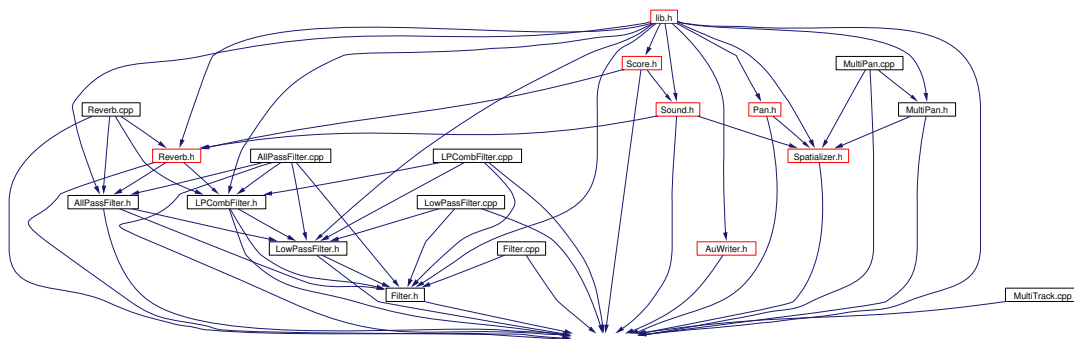 lib.h
Score.h
MultiPan.cpp
Reverb.cpp
Sound.h
Pan.h
MultiPan.h
Reverb.h
AllPassFilter.cpp
LPCombFilter.cpp
Spatializer.h
AllPassFilter.h
LPCombFilter.h
LowPassFilter.cpp
LowPassFilter.h
Filter.cpp
AuWriter.h
Filter.h
MultiTrack.cpp